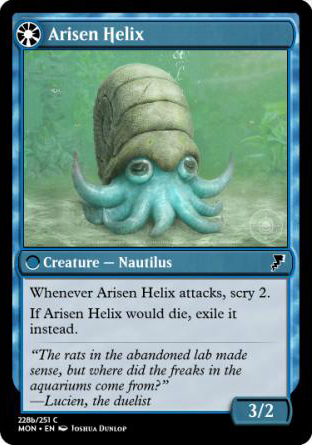 Arisen Helix
Creature — Nautilus
Whenever Arisen Helix attacks, scry 2.
If Arisen Helix would die, exile it
instead.
“The rats in the abandoned lab made
sense, but where did the freaks in the
aquariums come from?”
—Lucien, the duelist
228b/251 C
MON • EN Joshua Dunlop
3/2